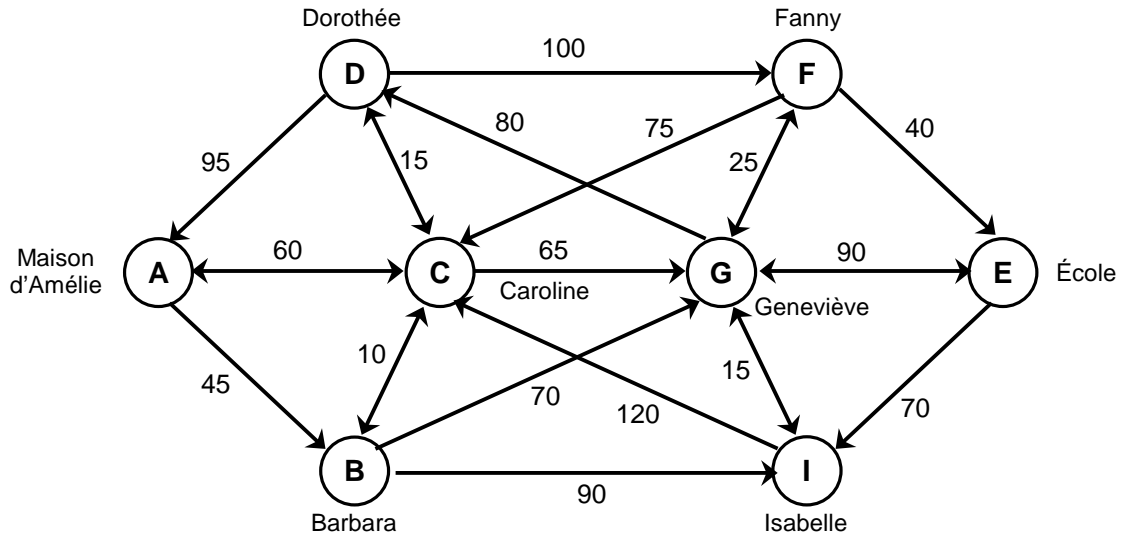 Dorothée
Fanny
D
100
F
80
75
40
95
15
25
Maison
d'Amélie
A
60
C
65
G
90
E
École
Caroline
Geneviève
10
15
45
70
120
70
B
I
90
Barbara
Isabelle